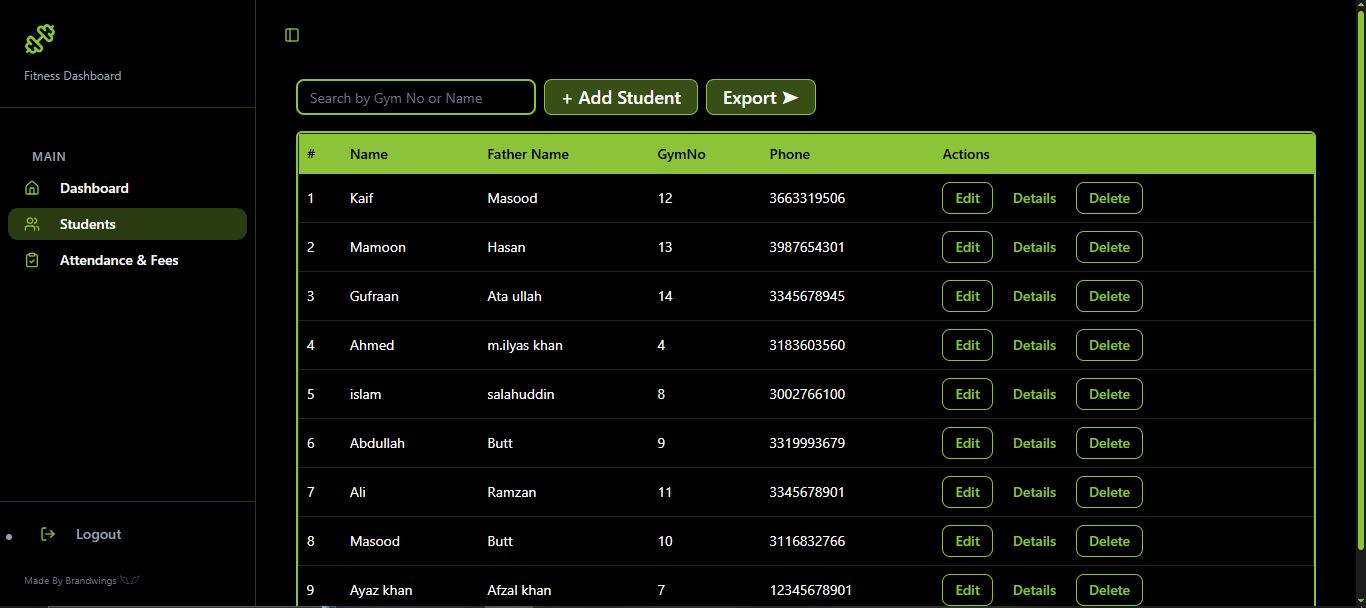 Fitness Dashboard
MAIN
Dashboard
Students
Attendance & Fees
Logout
Made By Brandwings
Search by Gym No or Name + Add Student Export ➤
# Name Father Name GymNo Phone Actions
1 Kaif Masood 12 3663319506 Edit Details Delete
2 Mamoon Hasan 13 3987654301 Edit Details Delete
3 Gufraan Ata ullah 14 3345678945 Edit Details Delete
4 Ahmed m.ilyas khan 4 3183603560 Edit Details Delete
5 islam salahuddin 8 3002766100 Edit Details Delete
6 Abdullah Butt 9 3319993679 Edit Details Delete
7 Ali Ramzan 11 3345678901 Edit Details Delete
8 Masood Butt 10 3116832766 Edit Details Delete
9 Ayaz khan Afzal khan 7 12345678901 Edit Details Delete